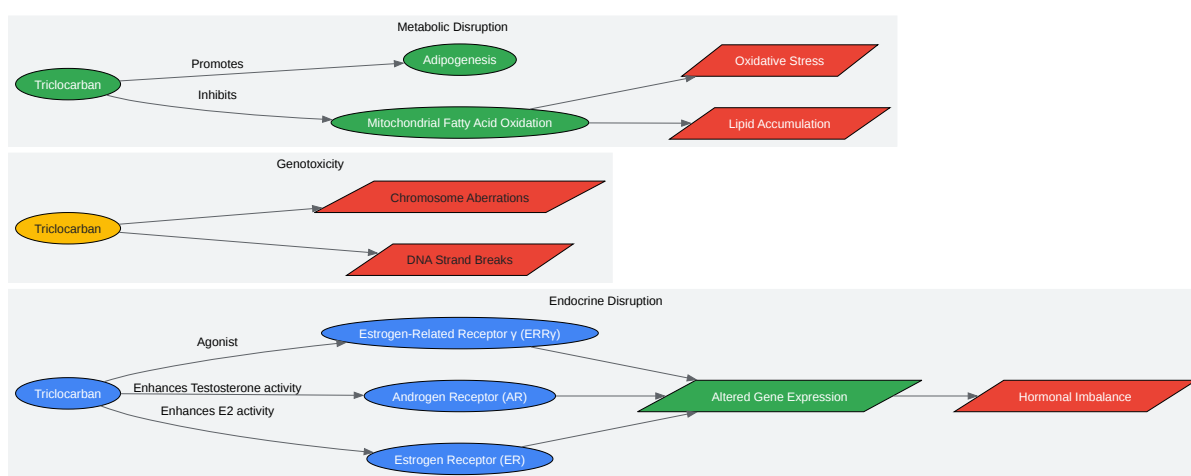 Metabolic Disruption
Triclocarban
Promotes
Inhibits
Adipogenesis
Mitochondrial Fatty Acid Oxidation
Oxidative Stress
Lipid Accumulation
Genotoxicity
Triclocarban
Chromosome Aberrations
DNA Strand Breaks
Endocrine Disruption
Triclocarban
Agonist
Enhances Testosterone activity
Enhances E2 activity
Estrogen-Related Receptor γ (ERRγ)
Androgen Receptor (AR)
Estrogen Receptor (ER)
Altered Gene Expression
Hormonal Imbalance